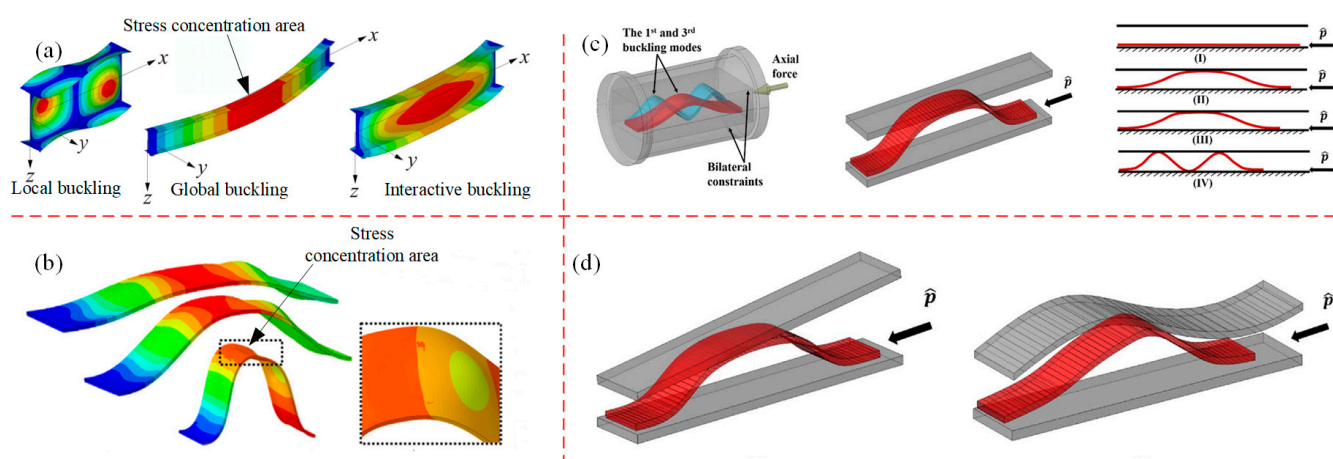 (a)
Stress concentration area
x
y
z
Local buckling
x
y
z
Global buckling
x
y
z
Interactive buckling
(b)
Stress
concentration area
(c)
The 1st and 3rd
buckling modes
Axial
force
Bilateral
constraints
p̂
p̂
(I)
p̂
(II)
p̂
(III)
p̂
(IV)
(d)
p̂
p̂